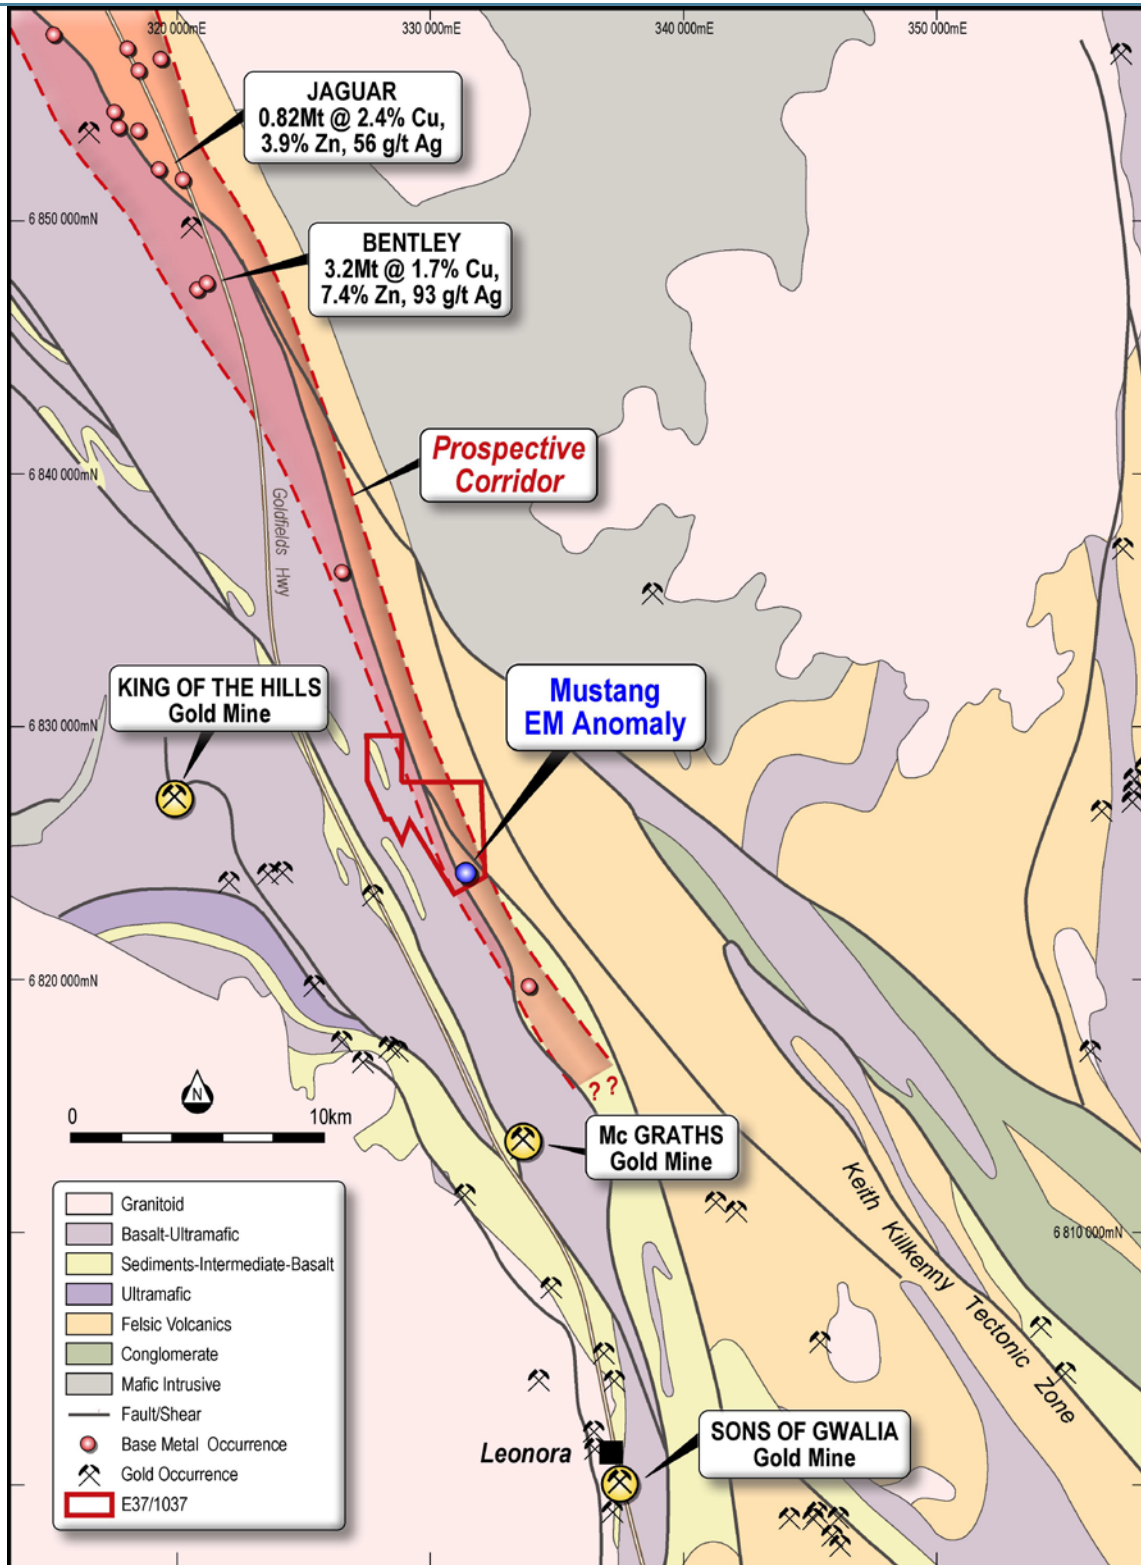 320 000mE
330 000mE
340 000mE
350 000mE
JAGUAR
0.82Mt @ 2.4% Cu,
3.9% Zn, 56 g/t Ag
6 850 000mN
BENTLEY
3.2Mt @ 1.7% Cu,
7.4% Zn, 93 g/t Ag
Prospective
Corridor
6 840 000mN
Goldfields Hwy
KING OF THE HILLS
Gold Mine
Mustang
EM Anomaly
6 830 000mN
6 820 000mN
? ?
N
0 10km
Mc GRATHS
Gold Mine
Keith Killkenny Tectonic Zone
6 810 000mN
Granitoid
Basalt-Ultramafic
Sediments-Intermediate-Basalt
Ultramafic
Felsic Volcanics
Conglomerate
Mafic Intrusive
Fault/Shear
Base Metal Occurrence
Gold Occurrence
E37/1037
Leonora
SONS OF GWALIA
Gold Mine